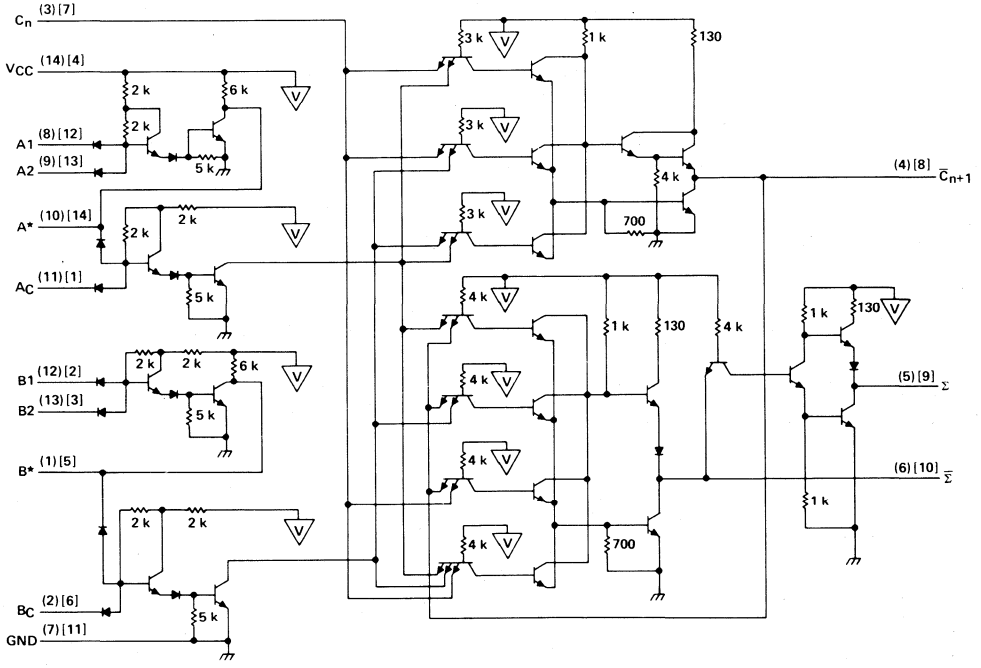 Cn (3) [7]
VCC (14) [4]
2 k
6 k
V
2 k
A1 (8) [12]
A2 (9) [13]
5 k
A* (10) [14]
2 k
2 k
V
AC (11) [1]
5 k
2 k
2 k
6 k
V
B1 (12) [2]
B2 (13) [3]
5 k
B* (1) [5]
2 k
2 k
V
BC (2) [6]
5 k
GND (7) [11]
3 k
V
1 k
130
3 k
V
4 k
(4) [8] C̅n+1
3 k
V
700
4 k
V
1 k
130
4 k
1 k
130
V
4 k
V
(5) [9] Σ
4 k
V
(6) [10] Σ̅
1 k
4 k
V
700